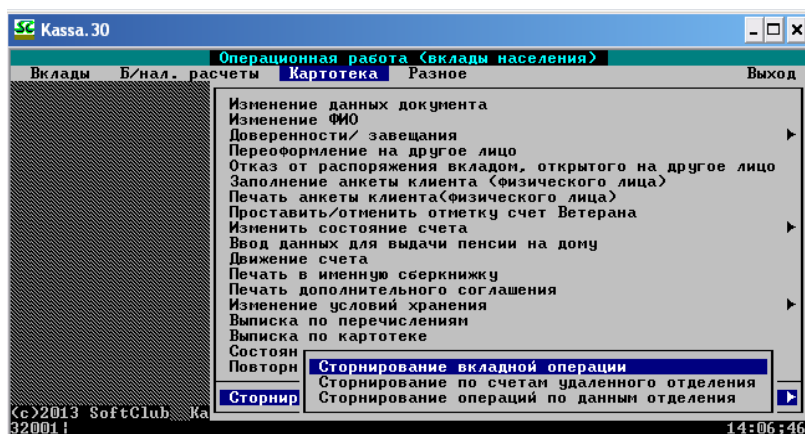 Kassa.30
Операционная работа (вклады населения)
Вклады Б/нал. расчеты Картотека Разное Выход
Изменение данных документа
Изменение ФИО
Доверенности/ завещания
Переоформление на другое лицо
Отказ от распоряжения вкладом, открытого на другое лицо
Заполнение анкеты клиента (физического лица)
Печать анкеты клиента(физического лица)
Проставить/отменить отметку счет Ветерана
Изменить состояние счета
Ввод данных для выдачи пенсии на дому
Движение счета
Печать в именную сберкнижку
Печать дополнительного соглашения
Изменение условий хранения
Выписка по перечислениям
Выписка по картотеке
Состоян
Повторн
Сторнир
Сторнирование вкладной операции
Сторнирование по счетам удаленного отделения
Сторнирование операций по данным отделения
(c)2013 SoftClub Ka
32001¦ 14:06:46